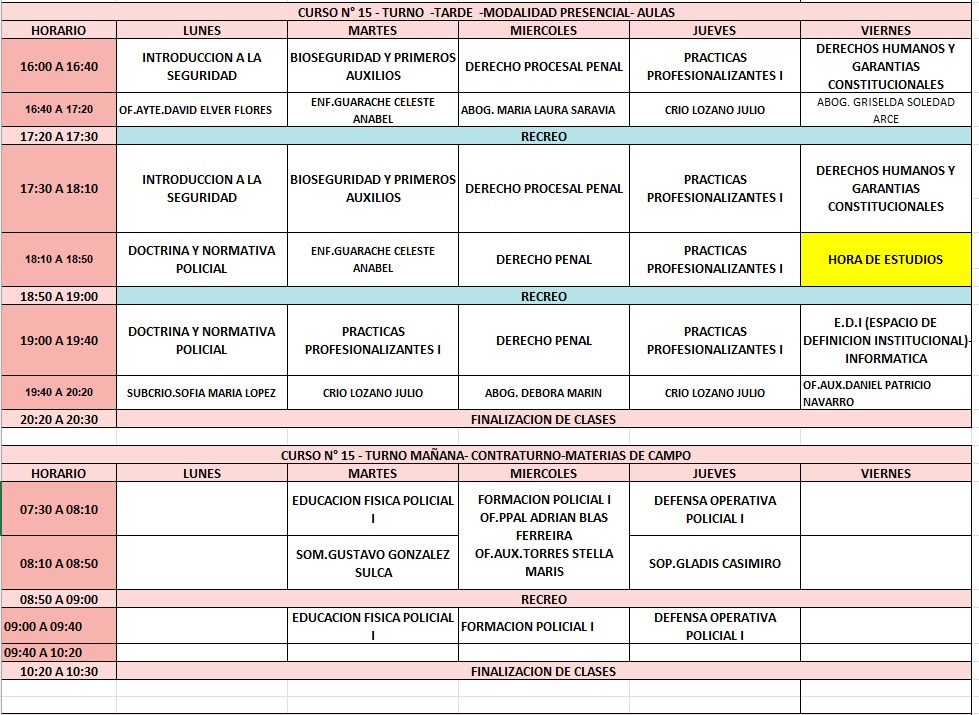 CURSO N° 15 - TURNO -TARDE -MODALIDAD PRESENCIAL- AULAS
HORARIO LUNES MARTES MIERCOLES JUEVES VIERNES
16:00 A 16:40
INTRODUCCION A LA
SEGURIDAD
BIOSEGURIDAD Y PRIMEROS
AUXILIOS
DERECHO PROCESAL PENAL
PRACTICAS
PROFESIONALIZANTES I
DERECHOS HUMANOS Y
GARANTIAS
CONSTITUCIONALES
16:40 A 17:20
OF.AYTE.DAVID ELVER FLORES
ENF.GUARACHE CELESTE
ANABEL
ABOG. MARIA LAURA SARAVIA
CRIO LOZANO JULIO
ABOG. GRISELDA SOLEDAD
ARCE
17:20 A 17:30
RECREO
17:30 A 18:10
INTRODUCCION A LA
SEGURIDAD
BIOSEGURIDAD Y PRIMEROS
AUXILIOS
DERECHO PROCESAL PENAL
PRACTICAS
PROFESIONALIZANTES I
DERECHOS HUMANOS Y
GARANTIAS
CONSTITUCIONALES
18:10 A 18:50
DOCTRINA Y NORMATIVA
POLICIAL
ENF.GUARACHE CELESTE
ANABEL
DERECHO PENAL
PRACTICAS
PROFESIONALIZANTES I
HORA DE ESTUDIOS
18:50 A 19:00
RECREO
19:00 A 19:40
DOCTRINA Y NORMATIVA
POLICIAL
PRACTICAS
PROFESIONALIZANTES I
DERECHO PENAL
PRACTICAS
PROFESIONALIZANTES I
E.D.I (ESPACIO DE
DEFINICION INSTITUCIONAL)-
INFORMATICA
19:40 A 20:20
SUBCRIO.SOFIA MARIA LOPEZ
CRIO LOZANO JULIO
ABOG. DEBORA MARIN
CRIO LOZANO JULIO
OF.AUX.DANIEL PATRICIO
NAVARRO
20:20 A 20:30
FINALIZACION DE CLASES
CURSO N° 15 - TURNO MAÑANA- CONTRATURNO-MATERIAS DE CAMPO
HORARIO LUNES MARTES MIERCOLES JUEVES VIERNES
07:30 A 08:10
EDUCACION FISICA POLICIAL
I
FORMACION POLICIAL I
OF.PPAL ADRIAN BLAS
FERREIRA
OF.AUX.TORRES STELLA
MARIS
DEFENSA OPERATIVA
POLICIAL I
08:10 A 08:50
SOM.GUSTAVO GONZALEZ
SULCA
SOP.GLADIS CASIMIRO
08:50 A 09:00
RECREO
09:00 A 09:40
EDUCACION FISICA POLICIAL
I
FORMACION POLICIAL I
DEFENSA OPERATIVA
POLICIAL I
09:40 A 10:20
10:20 A 10:30
FINALIZACION DE CLASES